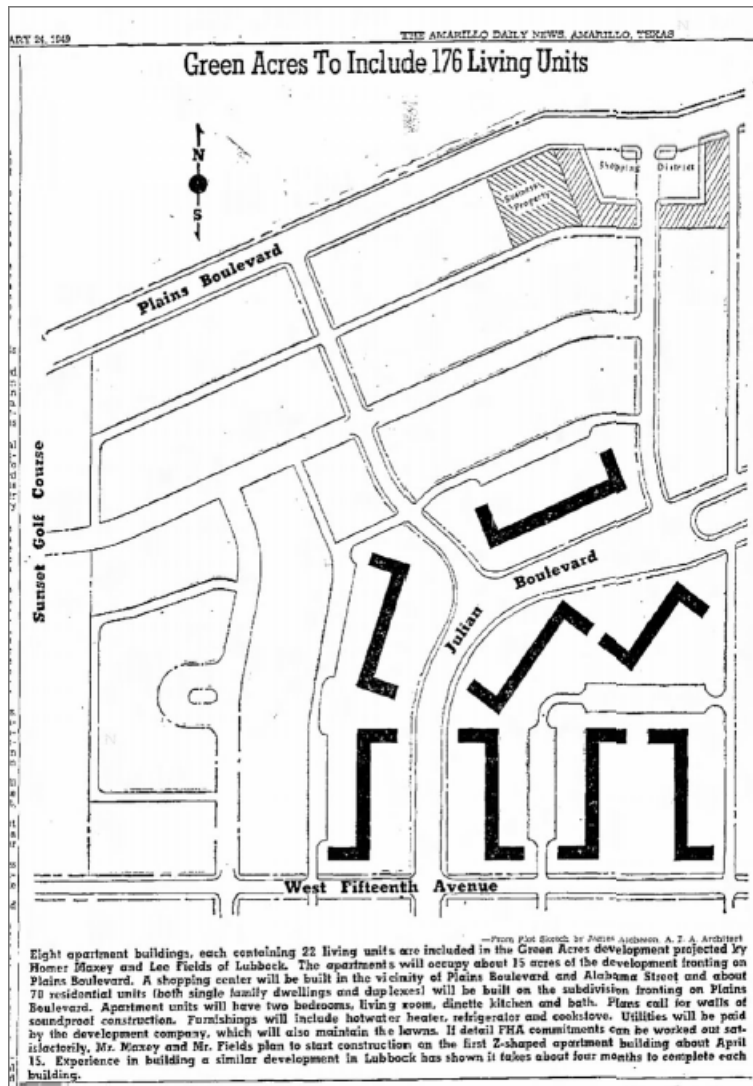 ARY 24, 1949
THE AMARILLO DAILY NEWS, AMARILLO, TEXAS
Green Acres To Include 176 Living Units
N
S
Shopping District
Business Property
Plains Boulevard
Sunset Golf Course
Julian Boulevard
West Fifteenth Avenue
—From Plot Sketch by James Atcheson, A. I. A. Architect
Eight apartment buildings, each containing 22 living units are included in the Green Acres development projected by
Homer Maxey and Lee Fields of Lubbock. The apartments will occupy about 15 acres of the development fronting on
Plains Boulevard. A shopping center will be built in the vicinity of Plains Boulevard and Alabama Street and about
70 residential units (both single family dwellings and duplexes) will be built on the subdivision fronting on Plains
Boulevard. Apartment units will have two bedrooms, living room, dinette kitchen and bath. Plans call for walls of
soundproof construction. Furnishings will include hotwater heater, refrigerator and cookstove. Utilities will be paid
by the development company, which will also maintain the lawns. If detail FHA commitments can be worked out sat-
isfactorily, Mr. Maxey and Mr. Fields plan to start construction on the first Z-shaped apartment building about April
15. Experience in building a similar development in Lubbock has shown it takes about four months to complete each
building.